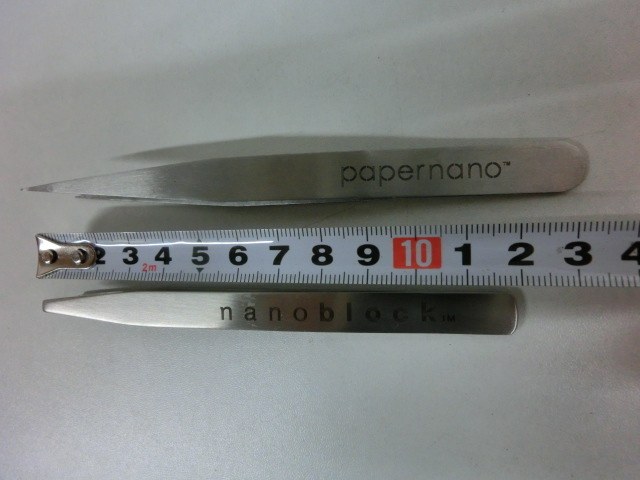 papernano™
2 3 4 5 6 7 8 9 10 1 2 3 4
2m
nanoblock™